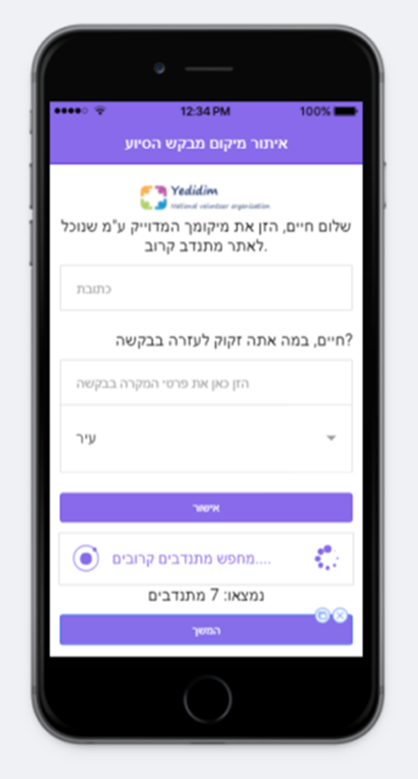 12:34 PM 100%
איתור מיקום מבקש הסיוע
Yedidim
National volunteer organization.
שלום חיים, הזן את מיקומך המדוייק ע"מ שנוכל
לאתר מתנדב קרוב.
כתובת
חיים, במה אתה זקוק לעזרה בבקשה?
הזן כאן את פרטי המקרה בבקשה
עיר
אישור
מחפש מתנדבים קרובים....
נמצאו: 7 מתנדבים
המשך